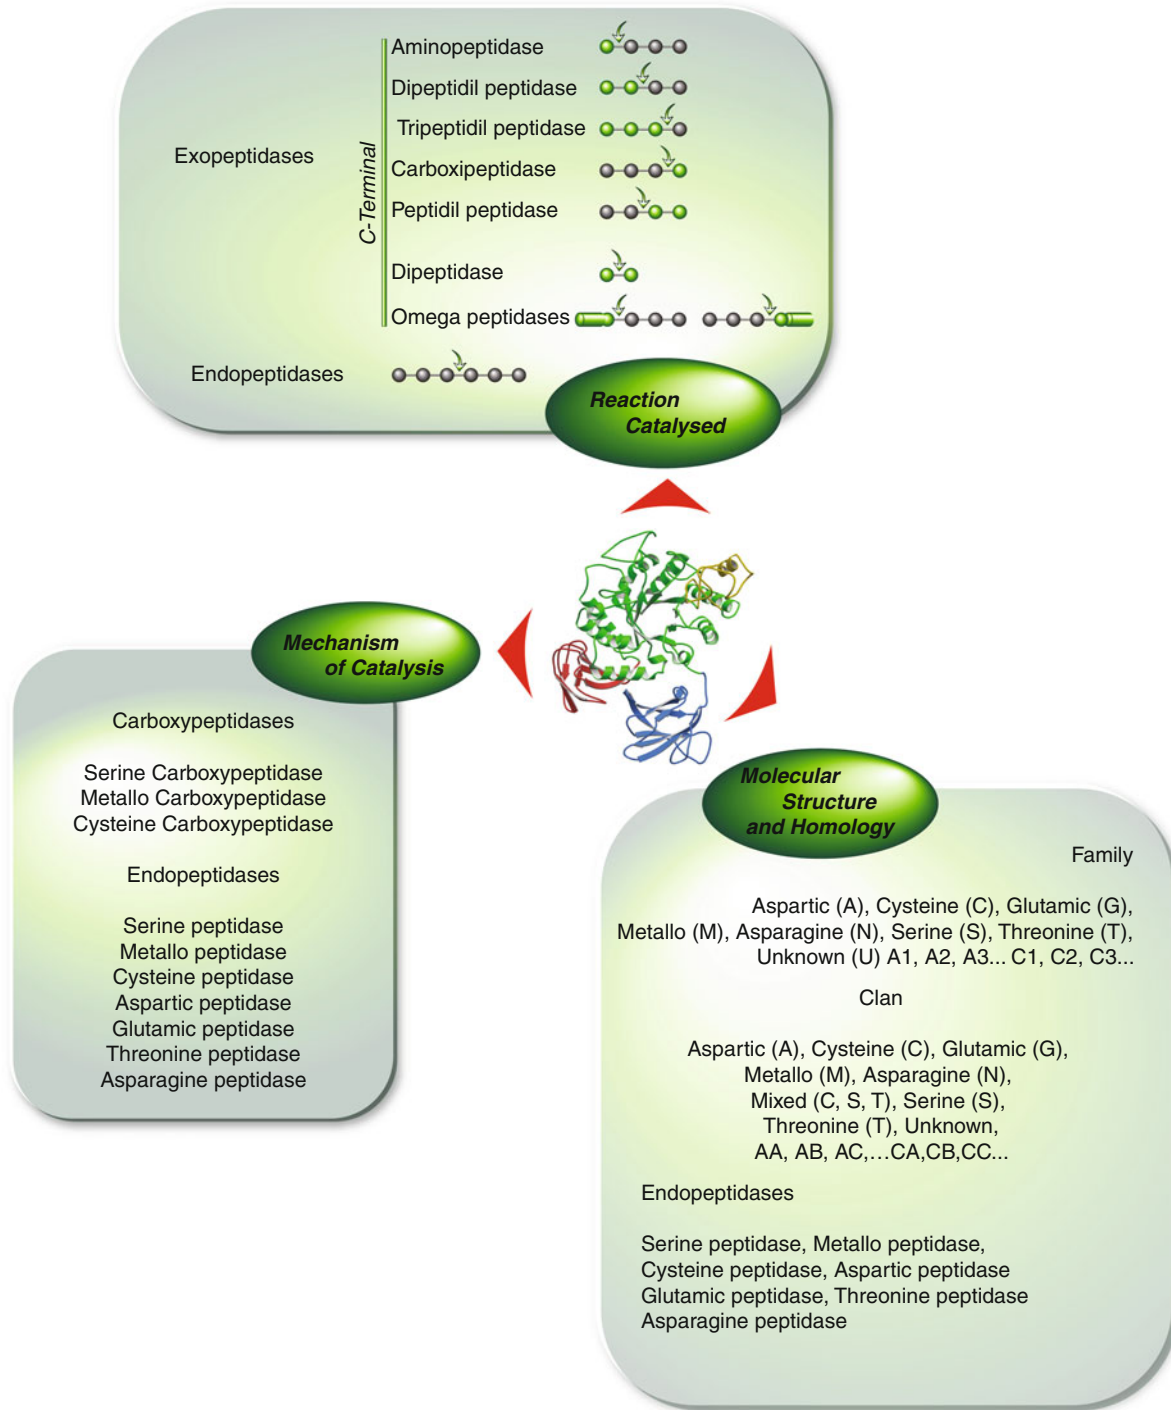 Aminopeptidase
Dipeptidil peptidase
Tripeptidil peptidase
Exopeptidases
C-Terminal
Carboxipeptidase
Peptidil peptidase
Dipeptidase
Omega peptidases
Endopeptidases
Reaction
Catalysed
Mechanism
of Catalysis
Carboxypeptidases
Serine Carboxypeptidase
Metallo Carboxypeptidase
Cysteine Carboxypeptidase
Endopeptidases
Serine peptidase
Metallo peptidase
Cysteine peptidase
Aspartic peptidase
Glutamic peptidase
Threonine peptidase
Asparagine peptidase
Molecular
Structure
and Homology
Family
Aspartic (A), Cysteine (C), Glutamic (G),
Metallo (M), Asparagine (N), Serine (S), Threonine (T),
Unknown (U) A1, A2, A3... C1, C2, C3...
Clan
Aspartic (A), Cysteine (C), Glutamic (G),
Metallo (M), Asparagine (N),
Mixed (C, S, T), Serine (S),
Threonine (T), Unknown,
AA, AB, AC,...CA,CB,CC...
Endopeptidases
Serine peptidase, Metallo peptidase,
Cysteine peptidase, Aspartic peptidase
Glutamic peptidase, Threonine peptidase
Asparagine peptidase